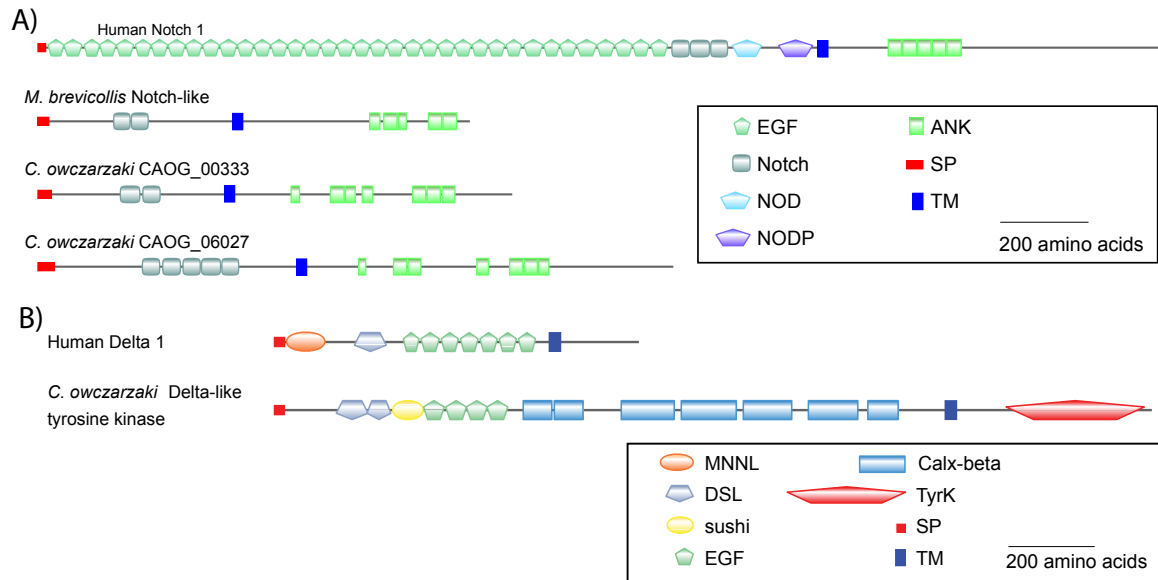 A)
Human Notch 1
M. brevicollis Notch-like
C. owczarzaki CAOG_00333
C. owczarzaki CAOG_06027
EGF
ANK
Notch
SP
NOD
TM
NODP
200 amino acids
B)
Human Delta 1
C. owczarzaki Delta-like
tyrosine kinase
MNNL
Calx-beta
DSL
TyrK
sushi
SP
EGF
TM
200 amino acids